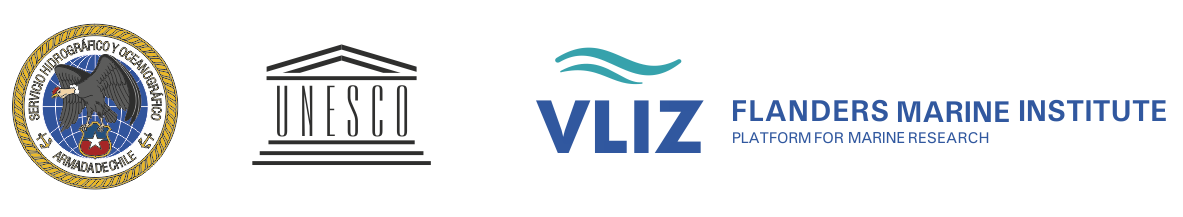 SERVICIO HIDROGRÁFICO Y OCEANOGRÁFICO
ARMADA DE CHILE
UNESCO
VLIZ
FLANDERS MARINE INSTITUTE
PLATFORM FOR MARINE RESEARCH